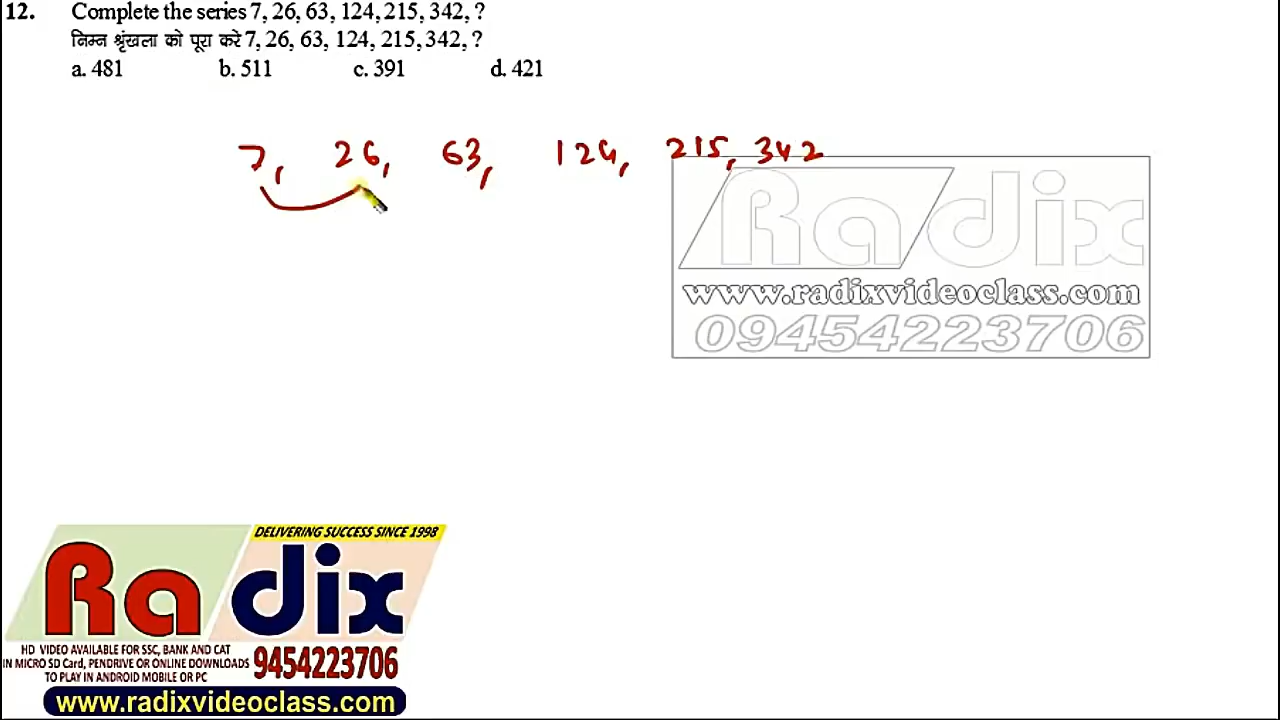 12. Complete the series 7, 26, 63, 124, 215, 342, ?
निम्न श्रृंखला को पूरा करे 7, 26, 63, 124, 215, 342, ?
a. 481 b. 511 c. 391 d. 421
7, 26, 63, 124, 215, 342
Radix
www.radixvideoclass.com
09454223706
DELIVERING SUCCESS SINCE 1998
Radix
HD VIDEO AVAILABLE FOR SSC, BANK AND CAT
IN MICRO SD Card, PENDRIVE OR ONLINE DOWNLOADS
TO PLAY IN ANDROID MOBILE OR PC
9454223706
www.radixvideoclass.com